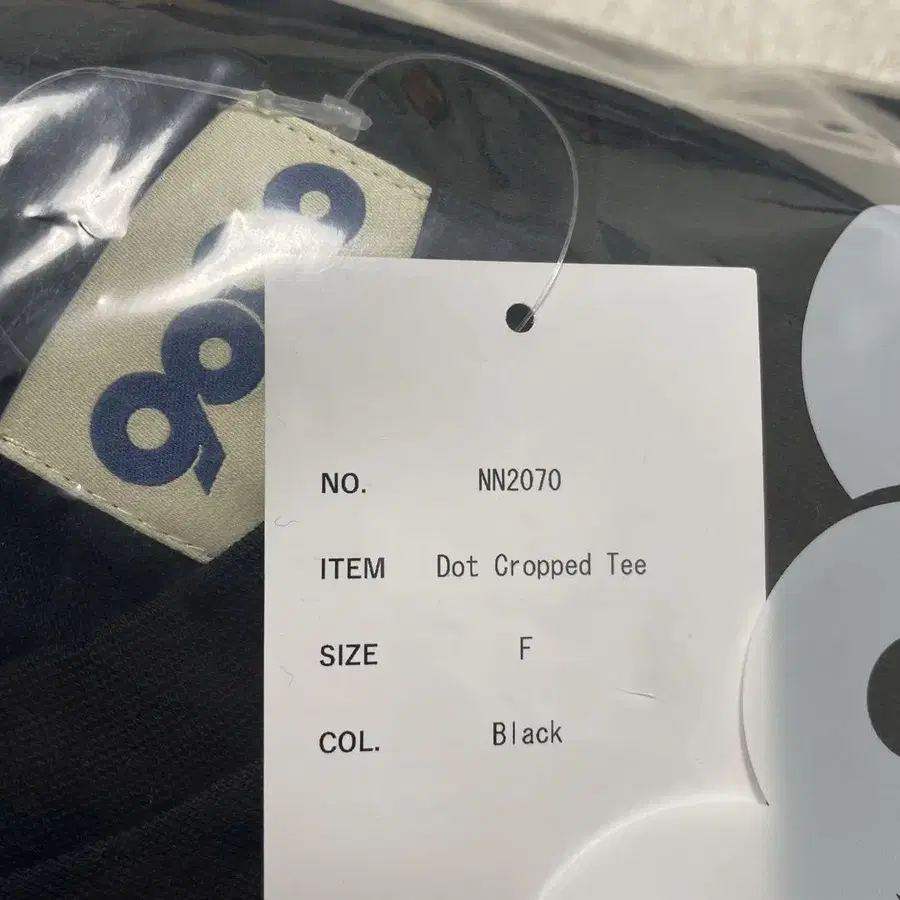 NO. NN2070
ITEM Dot Cropped Tee
SIZE F
COL. Black